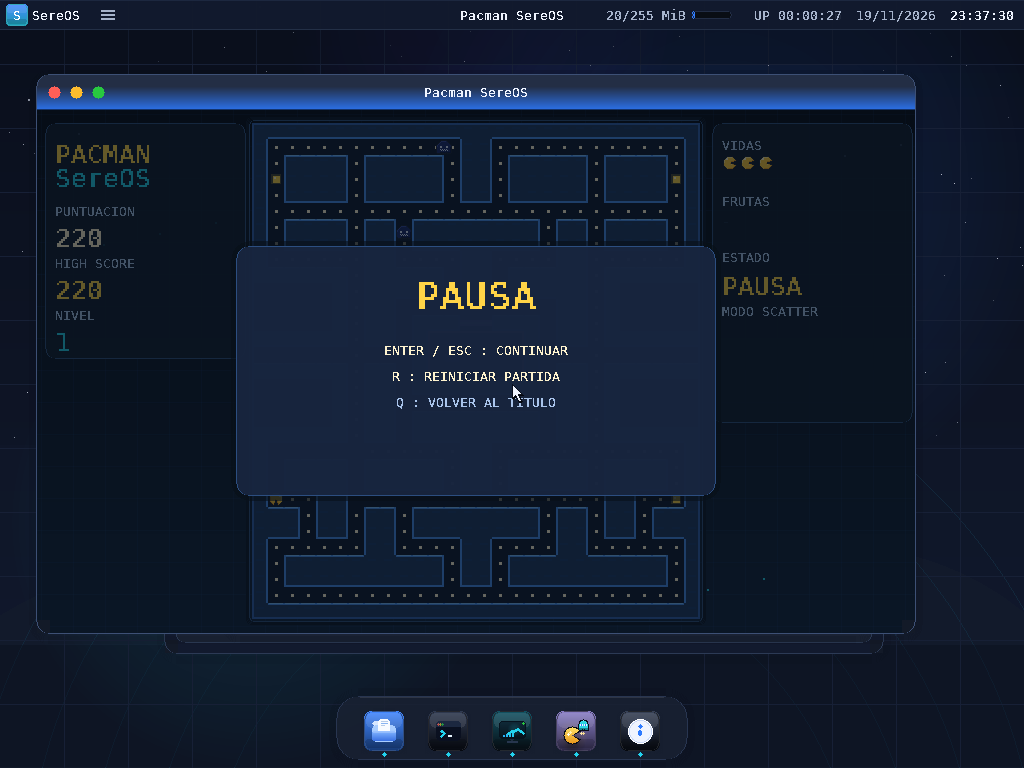 S SereOS
Pacman SereOS
20/255 MiB
UP 00:00:27
19/11/2026
23:37:30
Pacman SereOS
PACMAN
SereOS
PUNTUACION
220
HIGH SCORE
220
NIVEL
1
VIDAS
FRUTAS
ESTADO
PAUSA
MODO SCATTER
PAUSA
ENTER / ESC : CONTINUAR
R : REINICIAR PARTIDA
Q : VOLVER AL TITULO